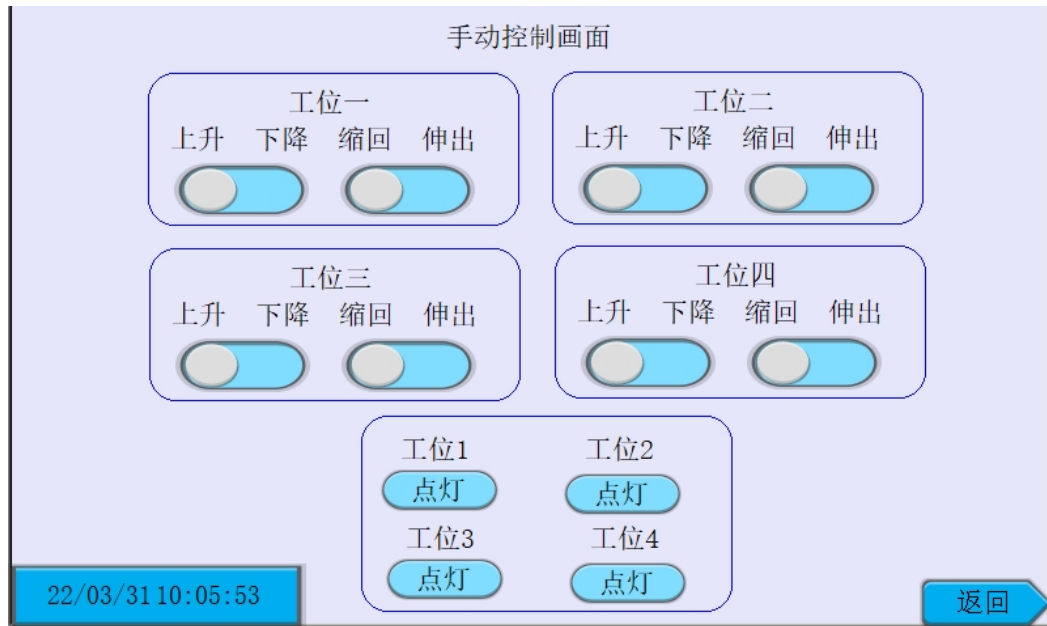 手动控制画面
工位一 工位二
上升 下降 缩回 伸出 上升 下降 缩回 伸出
工位三 工位四
上升 下降 缩回 伸出 上升 下降 缩回 伸出
工位1 工位2
点灯 点灯
工位3 工位4
点灯 点灯
22/03/31 10:05:53 返回